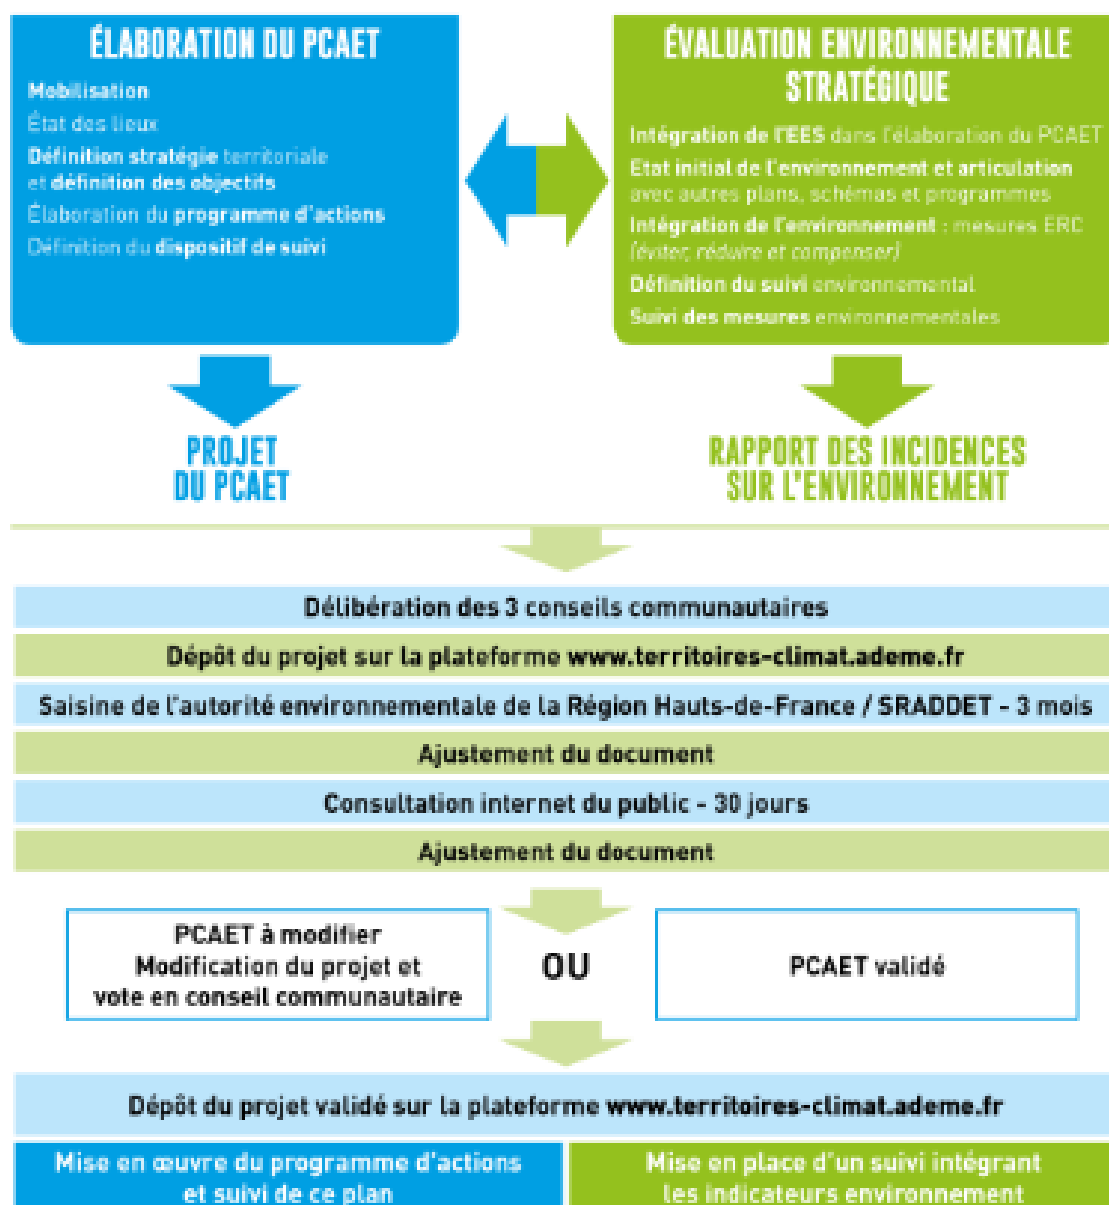 ÉLABORATION DU PCAET
Mobilisation
État des lieux
Définition stratégie territoriale
et définition des objectifs
Élaboration du programme d'actions
Définition du dispositif de suivi
ÉVALUATION ENVIRONNEMENTALE
STRATÉGIQUE
Intégration de l'EES dans l'élaboration du PCAET
Etat initial de l'environnement et articulation
avec autres plans, schémas et programmes
Intégration de l'environnement : mesures ERC
(éviter, réduire et compenser)
Définition du suivi environnemental
Suivi des mesures environnementales
PROJET
DU PCAET
RAPPORT DES INCIDENCES
SUR L'ENVIRONNEMENT
Délibération des 3 conseils communautaires
Dépôt du projet sur la plateforme www.territoires-climat.ademe.fr
Saisine de l'autorité environnementale de la Région Hauts-de-France / SRADDET - 3 mois
Ajustement du document
Consultation internet du public - 30 jours
Ajustement du document
PCAET à modifier
Modification du projet et
vote en conseil communautaire
OU
PCAET validé
Dépôt du projet validé sur la plateforme www.territoires-climat.ademe.fr
Mise en œuvre du programme d'actions
et suivi de ce plan
Mise en place d'un suivi intégrant
les indicateurs environnement